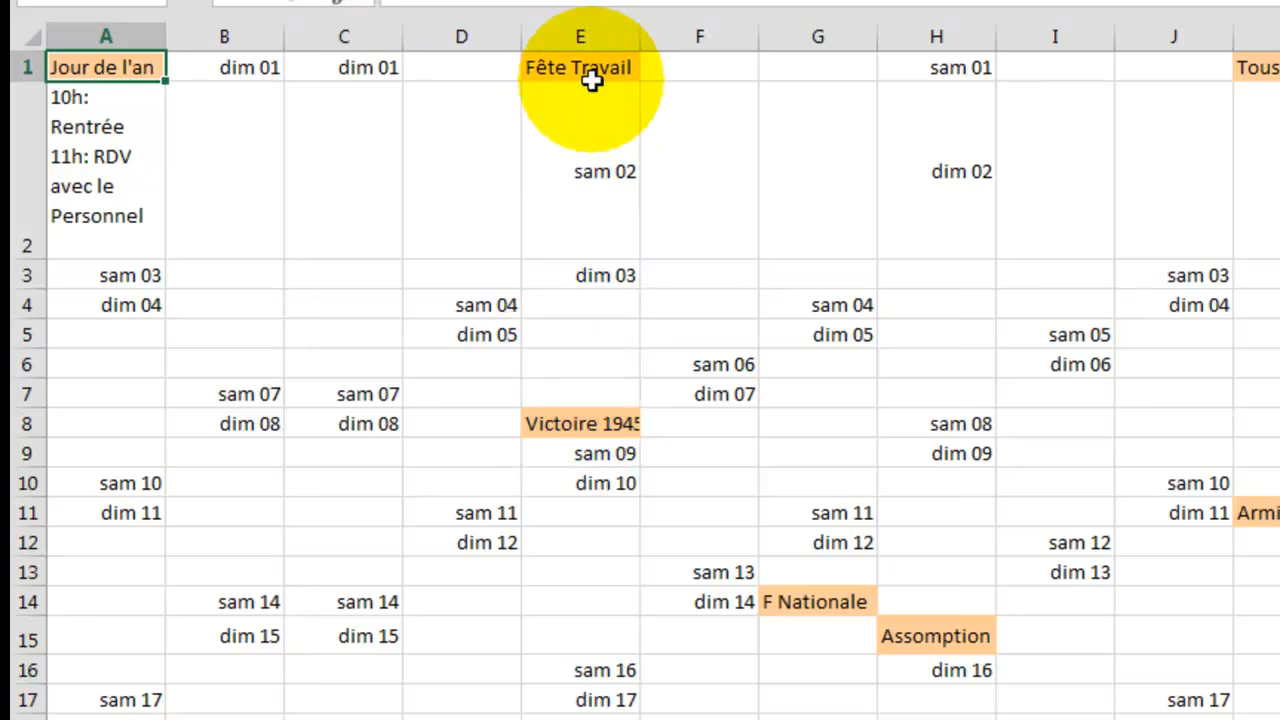 A B C D E F G H I J
1 Jour de l'an dim 01 dim 01 Fête Travail sam 01 Tous
10h:
Rentrée
11h: RDV
avec le
Personnel
2 sam 02 dim 02
3 sam 03 dim 03 sam 03
4 dim 04 sam 04 sam 04 dim 04
5 dim 05 dim 05 sam 05
6 sam 06 dim 06
7 sam 07 sam 07 dim 07
8 dim 08 dim 08 Victoire 1945 sam 08
9 sam 09 dim 09
10 sam 10 dim 10 sam 10
11 dim 11 sam 11 sam 11 dim 11 Armi
12 dim 12 dim 12 sam 12
13 sam 13 dim 13
14 sam 14 sam 14 dim 14 F Nationale
15 dim 15 dim 15 Assomption
16 sam 16 dim 16
17 sam 17 dim 17 sam 17